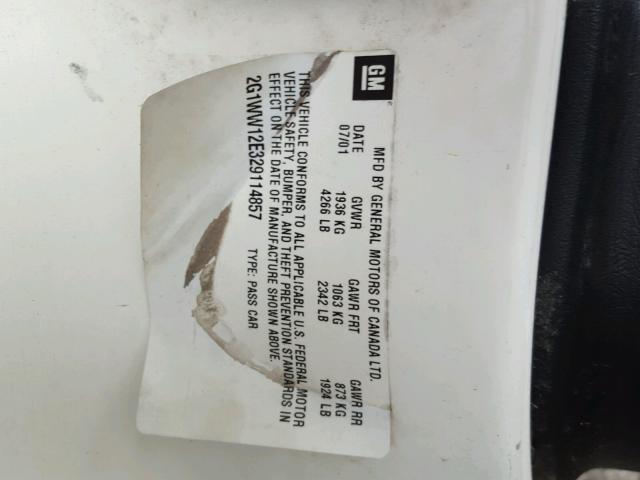 GM
MFD BY GENERAL MOTORS OF CANADA LTD.
DATE GVWR GAWR FRT GAWR RR
07/01 1936 KG 1063 KG 873 KG
4266 LB 2342 LB 1924 LB
THIS VEHICLE CONFORMS TO ALL APPLICABLE U.S. FEDERAL MOTOR
VEHICLE SAFETY, BUMPER, AND THEFT PREVENTION STANDARDS IN
EFFECT ON THE DATE OF MANUFACTURE SHOWN ABOVE.
2G1WW12E329114857 TYPE: PASS CAR